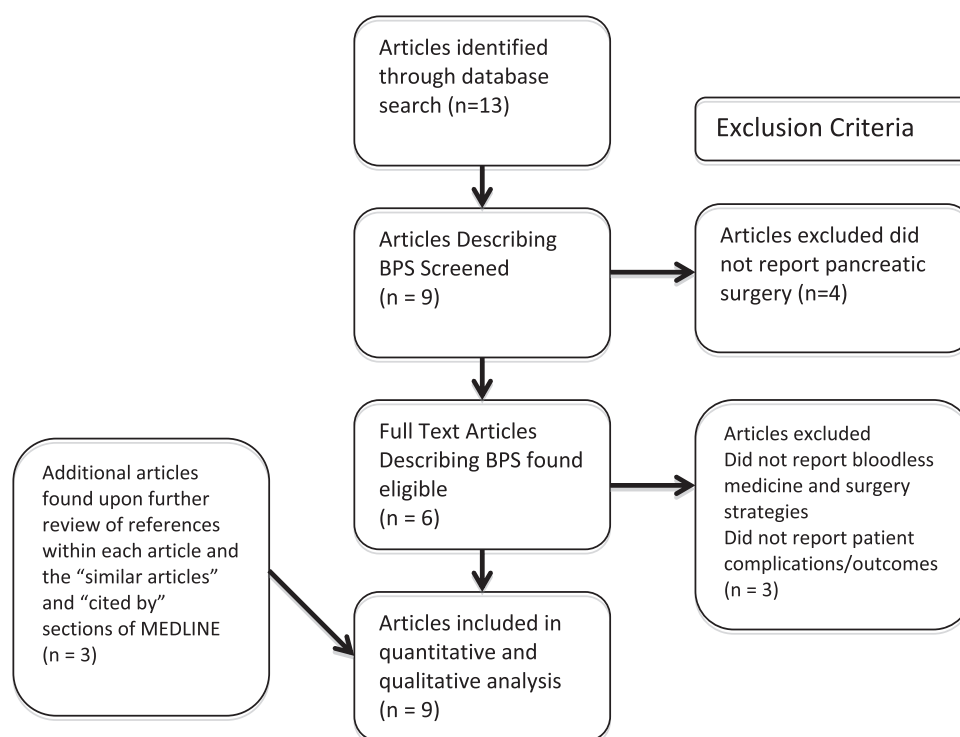 Articles identified
through database
search (n=13)
Exclusion Criteria
Articles Describing
BPS Screened
(n = 9)
Articles excluded did
not report pancreatic
surgery (n=4)
Full Text Articles
Describing BPS found
eligible
(n = 6)
Articles excluded
Did not report bloodless
medicine and surgery
strategies
Did not report patient
complications/outcomes
(n = 3)
Additional articles
found upon further
review of references
within each article and
the “similar articles”
and “cited by”
sections of MEDLINE
(n = 3)
Articles included in
quantitative and
qualitative analysis
(n = 9)